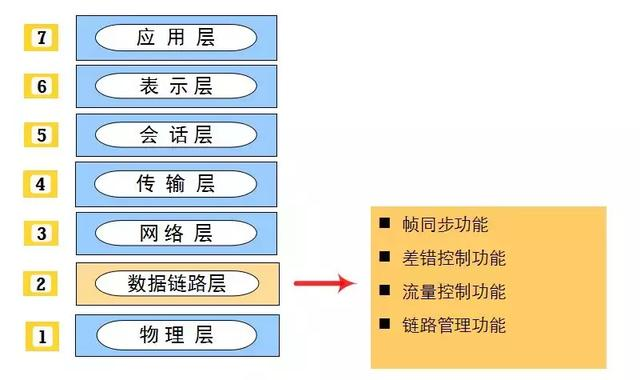 7 应用层
6 表示层
5 会话层
4 传输层
3 网络层
2 数据链路层
1 物理层
■ 帧同步功能
■ 差错控制功能
■ 流量控制功能
■ 链路管理功能